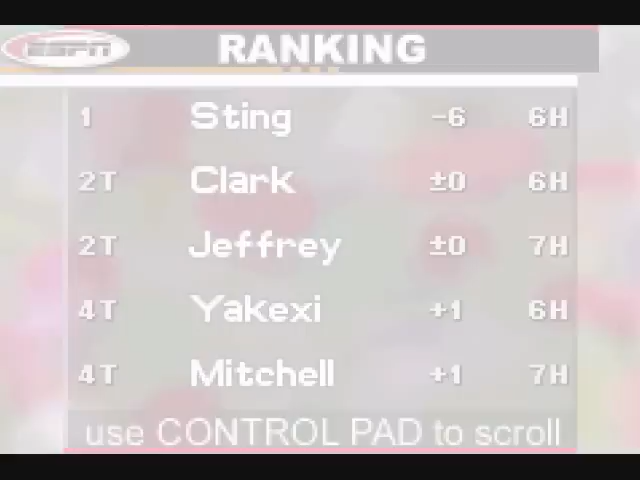 ESPN
RANKING
1 Sting -6 6H
2T Clark ±0 6H
2T Jeffrey ±0 7H
4T Yakexi +1 6H
4T Mitchell +1 7H
use CONTROL PAD to scroll